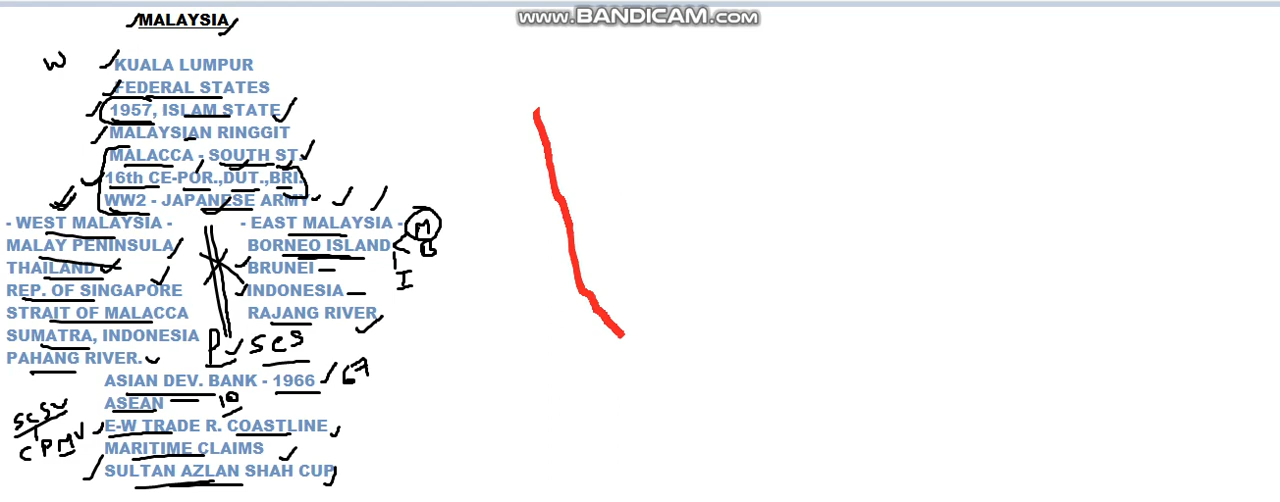 www.BANDICAM.com
MALAYSIA
W
KUALA LUMPUR
FEDERAL STATES
1957, ISLAM STATE
MALAYSIAN RINGGIT
MALACCA - SOUTH ST.
16th CE-POR.,DUT.,BRI.
WW2 - JAPANESE ARMY
- WEST MALAYSIA -
MALAY PENINSULA
THAILAND
REP. OF SINGAPORE
STRAIT OF MALACCA
SUMATRA, INDONESIA
PAHANG RIVER.
- EAST MALAYSIA -
M
BORNEO ISLAND
B
I
BRUNEI
INDONESIA
RAJANG RIVER
P SCS
ASIAN DEV. BANK - 1966
67
ASEAN
10
E-W TRADE R. COASTLINE
CPMV
MARITIME CLAIMS
SULTAN AZLAN SHAH CUP